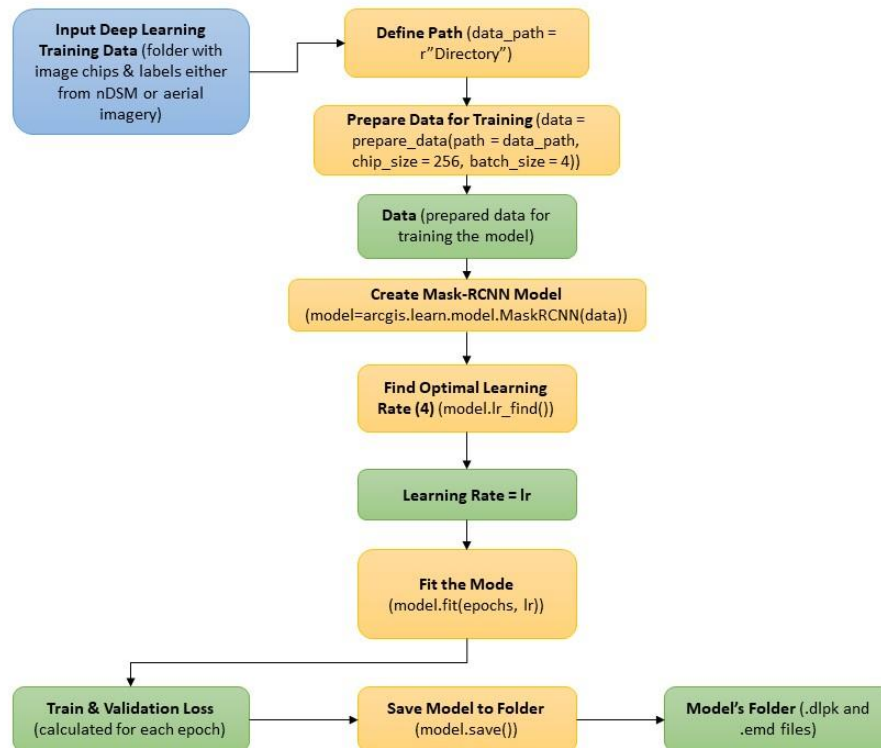 Input Deep Learning
Training Data (folder with
image chips & labels either
from nDSM or aerial
imagery)
Define Path (data_path =
r”Directory”)
Prepare Data for Training (data =
prepare_data(path = data_path,
chip_size = 256, batch_size = 4))
Data (prepared data for
training the model)
Create Mask-RCNN Model
(model=arcgis.learn.model.MaskRCNN(data))
Find Optimal Learning
Rate (4) (model.lr_find())
Learning Rate = lr
Fit the Mode
(model.fit(epochs, lr))
Train & Validation Loss
(calculated for each epoch)
Save Model to Folder
(model.save())
Model’s Folder (.dlpk and
.emd files)